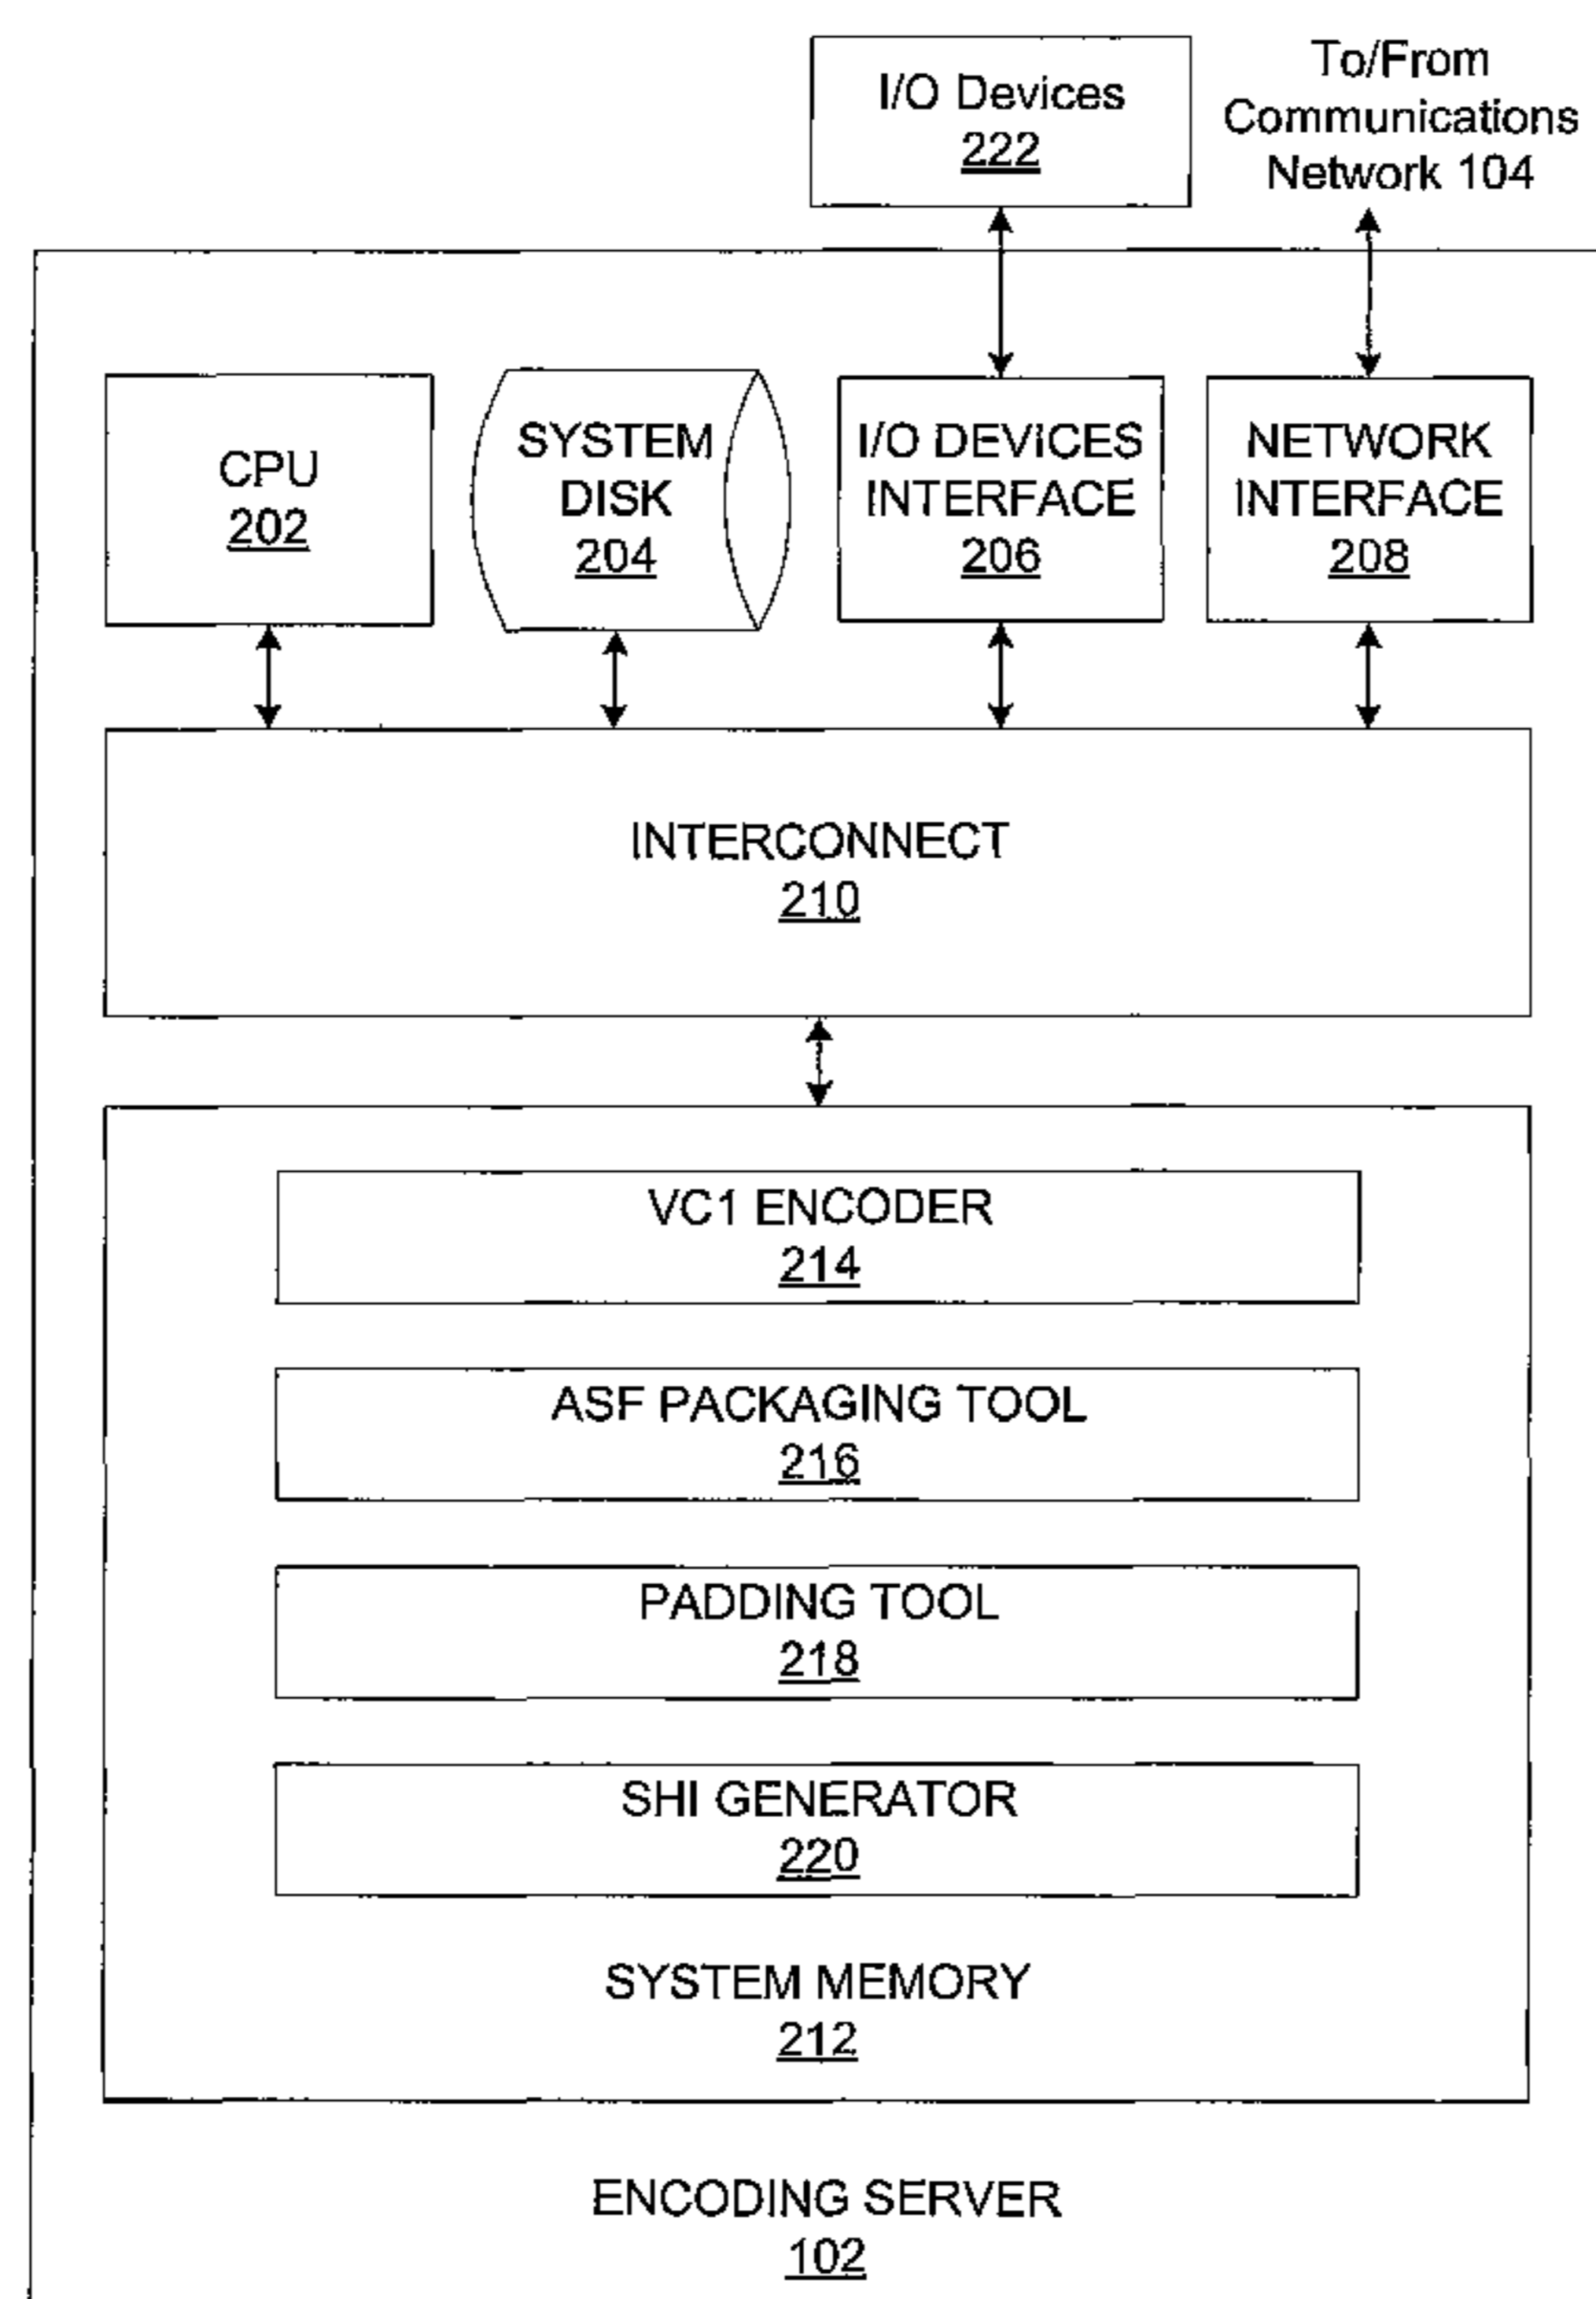 I/O Devices
222
To/From
Communications
Network 104
CPU
202
SYSTEM
DISK
204
I/O DEVICES
INTERFACE
206
NETWORK
INTERFACE
208
INTERCONNECT
210
VC1 ENCODER
214
ASF PACKAGING TOOL
216
PADDING TOOL
218
SHI GENERATOR
220
SYSTEM MEMORY
212
ENCODING SERVER
102